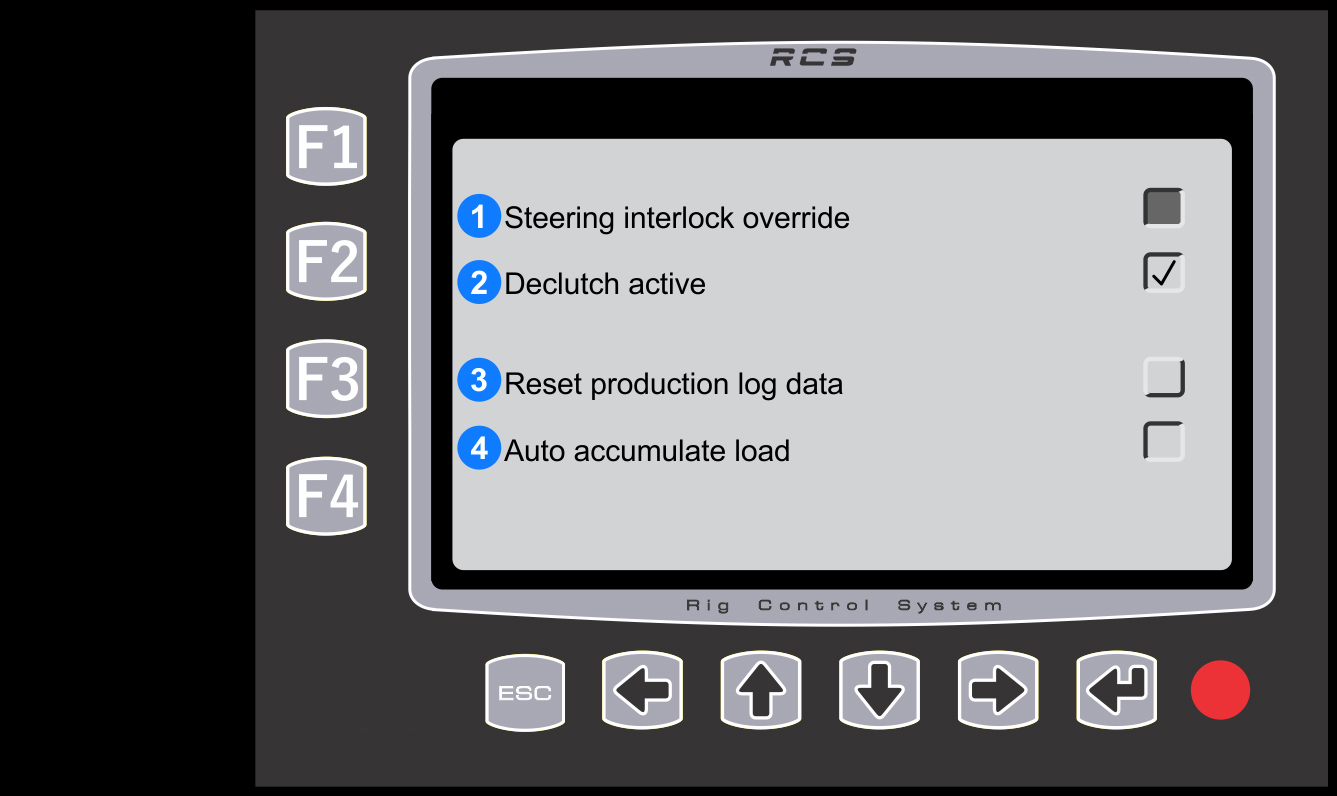 RCS
F1
F2
F3
F4
1 Steering interlock override
2 Declutch active
3 Reset production log data
4 Auto accumulate load
Rig Control System
ESC